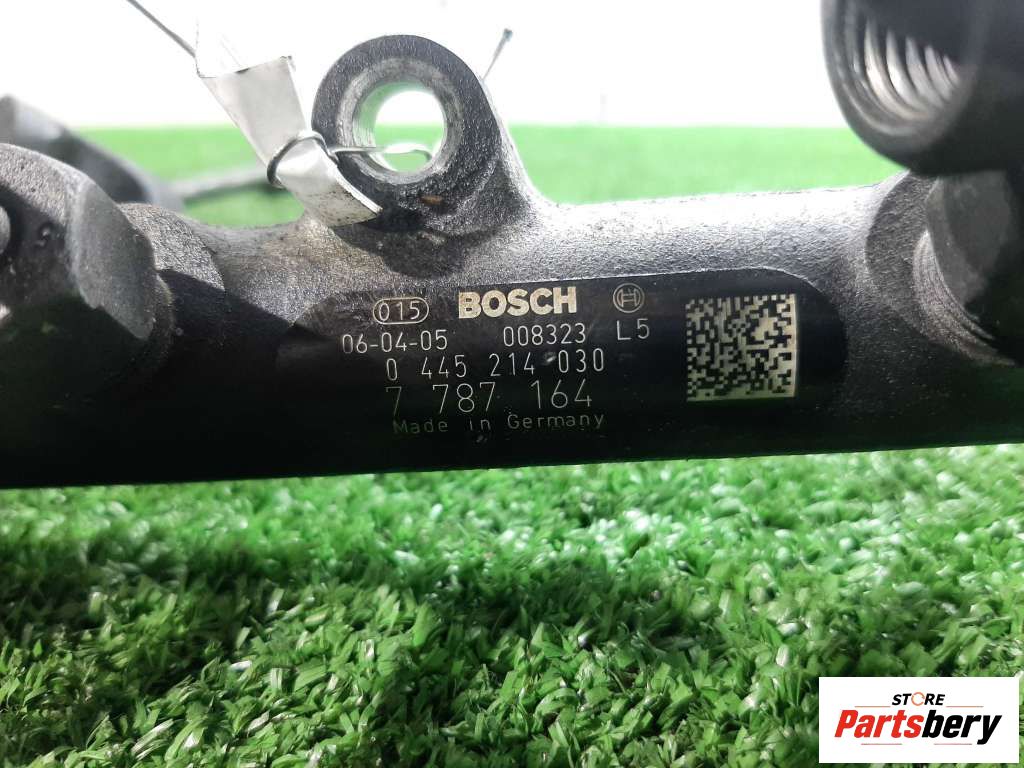 015 BOSCH
06-04-05 008323 L5
0 445 214 030
7 787 164
Made in Germany
STORE
Partsbery